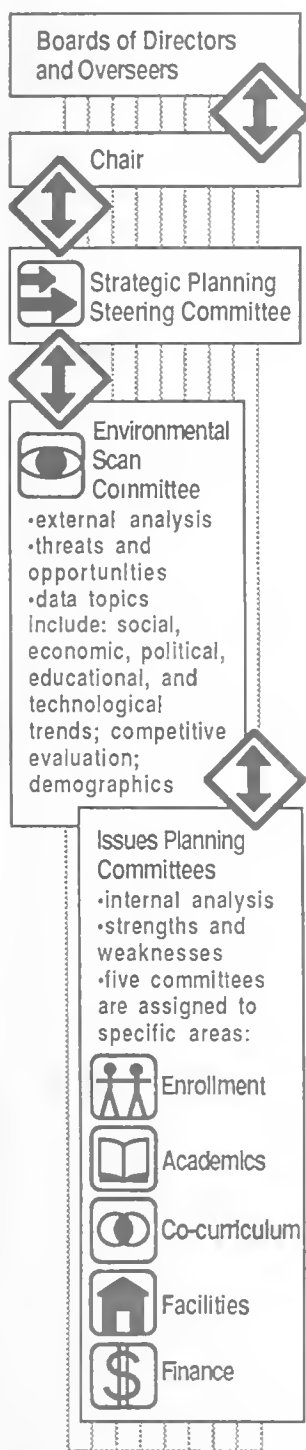 Boards of Directors
and Overseers
Chair
Strategic Planning
Steering Committee
Environmental
Scan
Committee
•external analysis
•threats and
opportunities
•data topics
include: social,
economic, political,
educational, and
technological
trends; competitive
evaluation;
demographics
Issues Planning
Committees
•internal analysis
•strengths and
weaknesses
•five committees
are assigned to
specific areas:
Enrollment
Academics
Co-curriculum
Facilities
Finance